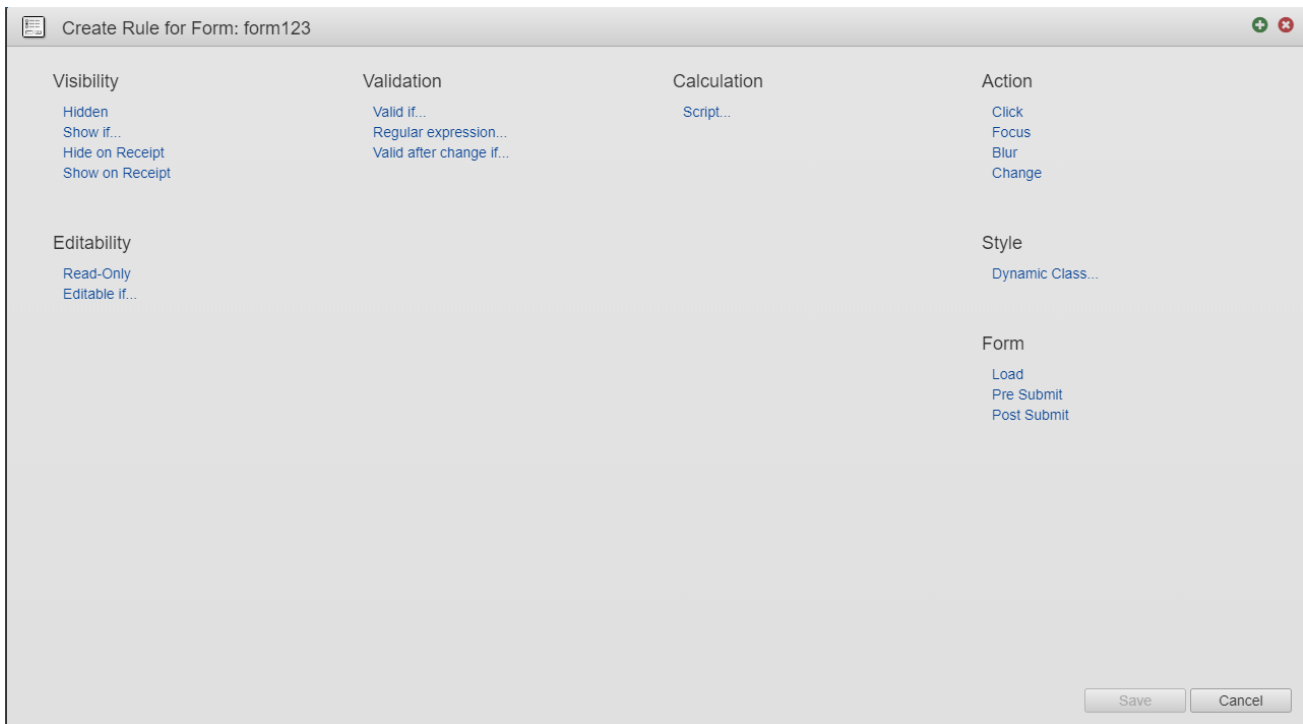 Create Rule for Form: form123
Visibility
Hidden
Show if...
Hide on Receipt
Show on Receipt
Editability
Read-Only
Editable if...
Validation
Valid if...
Regular expression...
Valid after change if...
Calculation
Script...
Action
Click
Focus
Blur
Change
Style
Dynamic Class...
Form
Load
Pre Submit
Post Submit
Save
Cancel